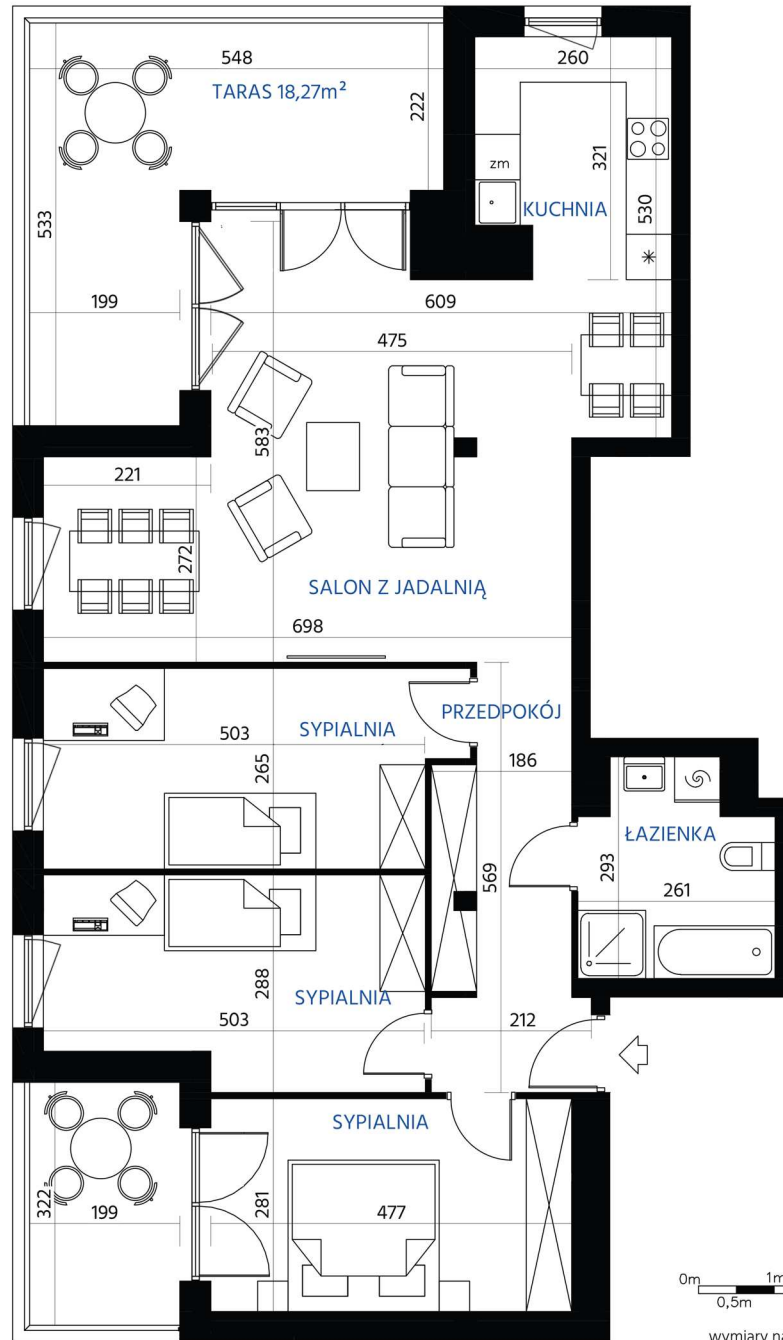 548
260
TARAS 18,27m²
222
321
zm
KUCHNIA
530
533
199
609
475
583
221
272
SALON Z JADALNIĄ
698
PRZEDPOKÓJ
503
SYPIALNIA
265
186
ŁAZIENKA
293
569
261
288
SYPIALNIA
503
212
SYPIALNIA
322
199
281
477
0m
1m
0,5m
wymiary na